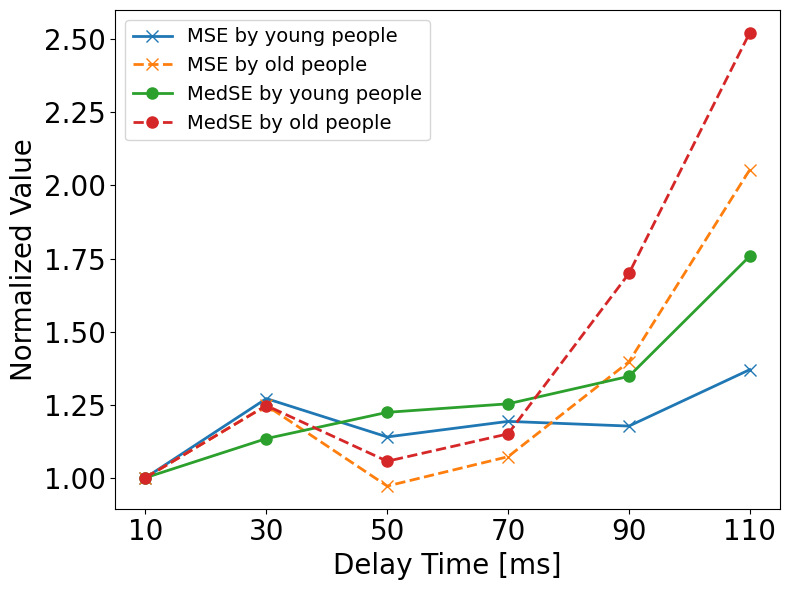 MSE by young people
MSE by old people
MedSE by young people
MedSE by old people
Normalized Value
2.50
2.25
2.00
1.75
1.50
1.25
1.00
10 30 50 70 90 110
Delay Time [ms]